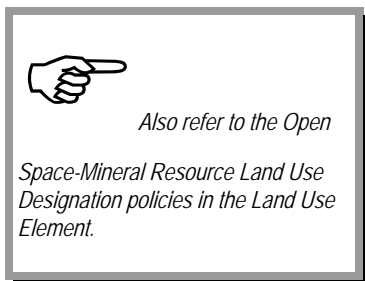 Also refer to the Open
Space-Mineral Resource Land Use
Designation policies in the Land Use
Element.